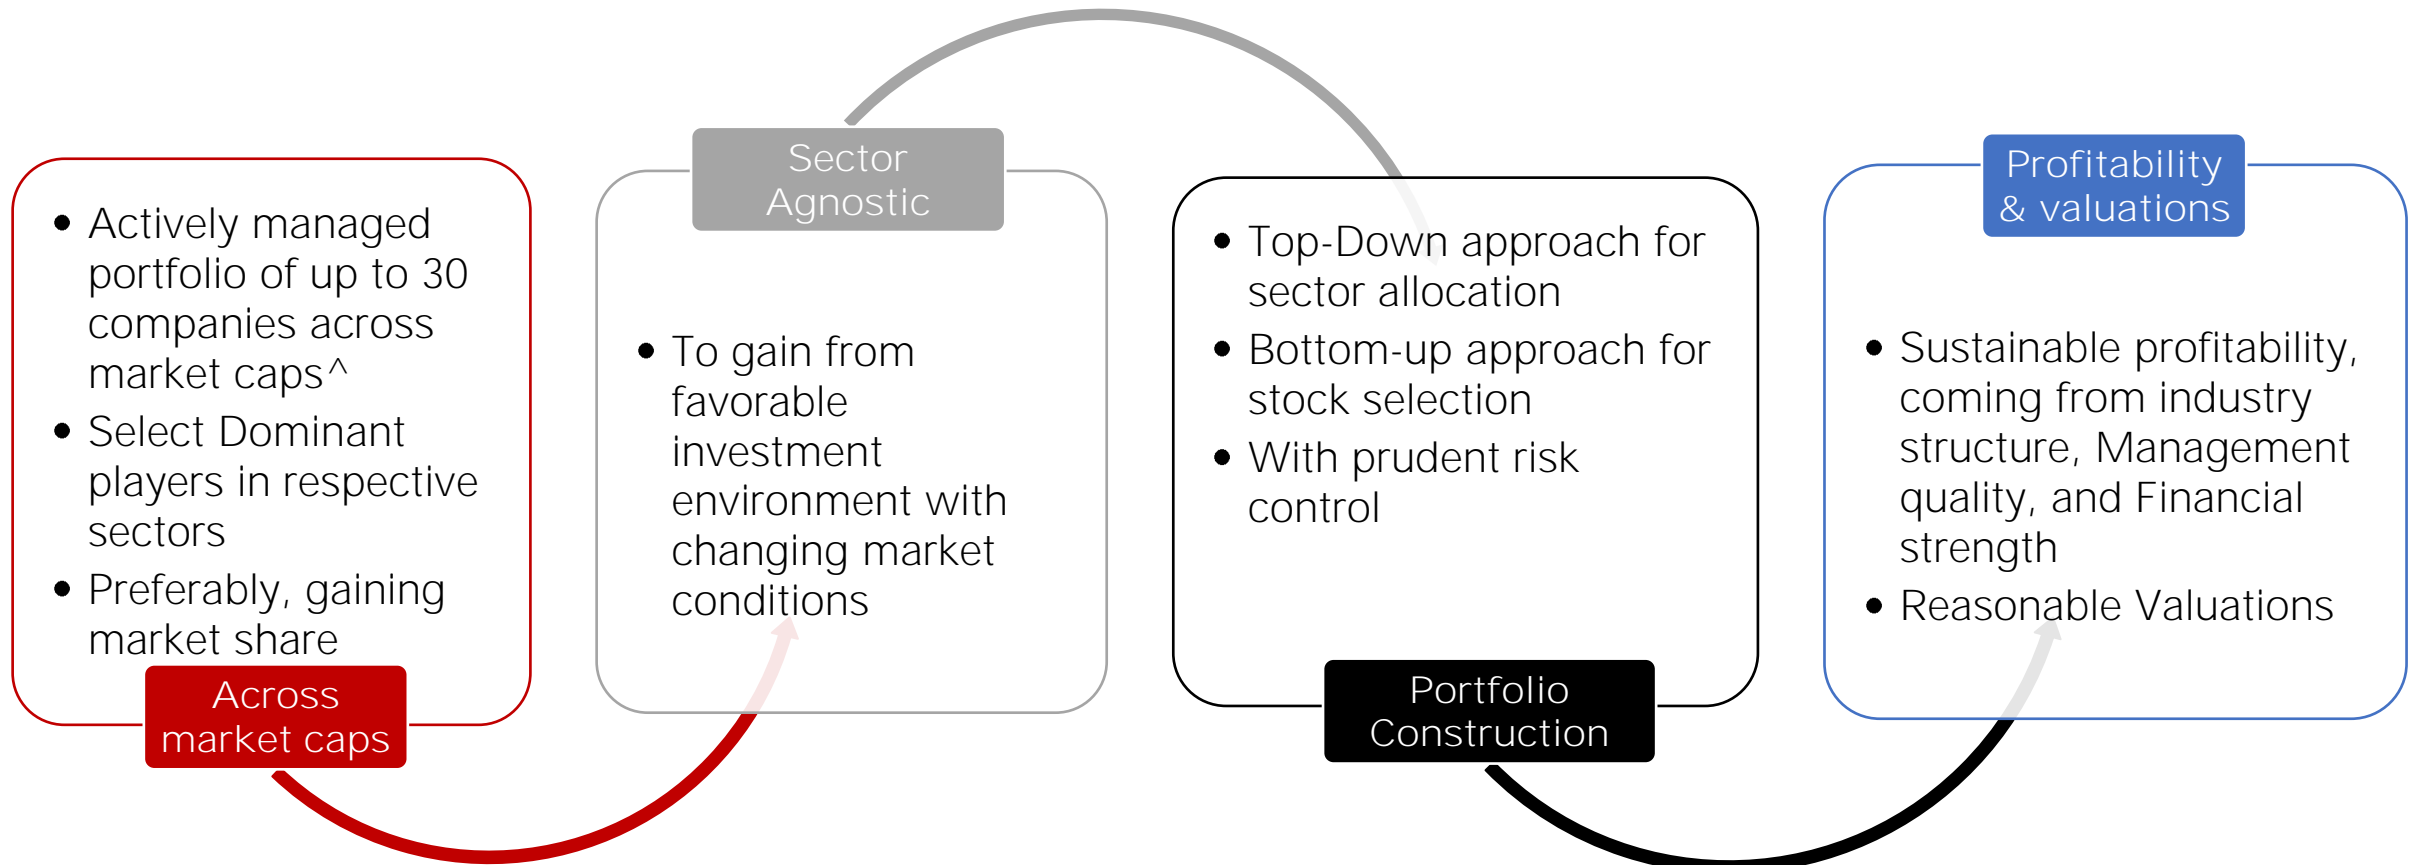 • Actively managed
portfolio of up to 30
companies across
market caps^
• Select Dominant
players in respective
sectors
• Preferably, gaining
market share
Across
market caps
Sector
Agnostic
• To gain from
favorable
investment
environment with
changing market
conditions
• Top-Down approach for
sector allocation
• Bottom-up approach for
stock selection
• With prudent risk
control
Portfolio
Construction
Profitability
& valuations
• Sustainable profitability,
coming from industry
structure, Management
quality, and Financial
strength
• Reasonable Valuations